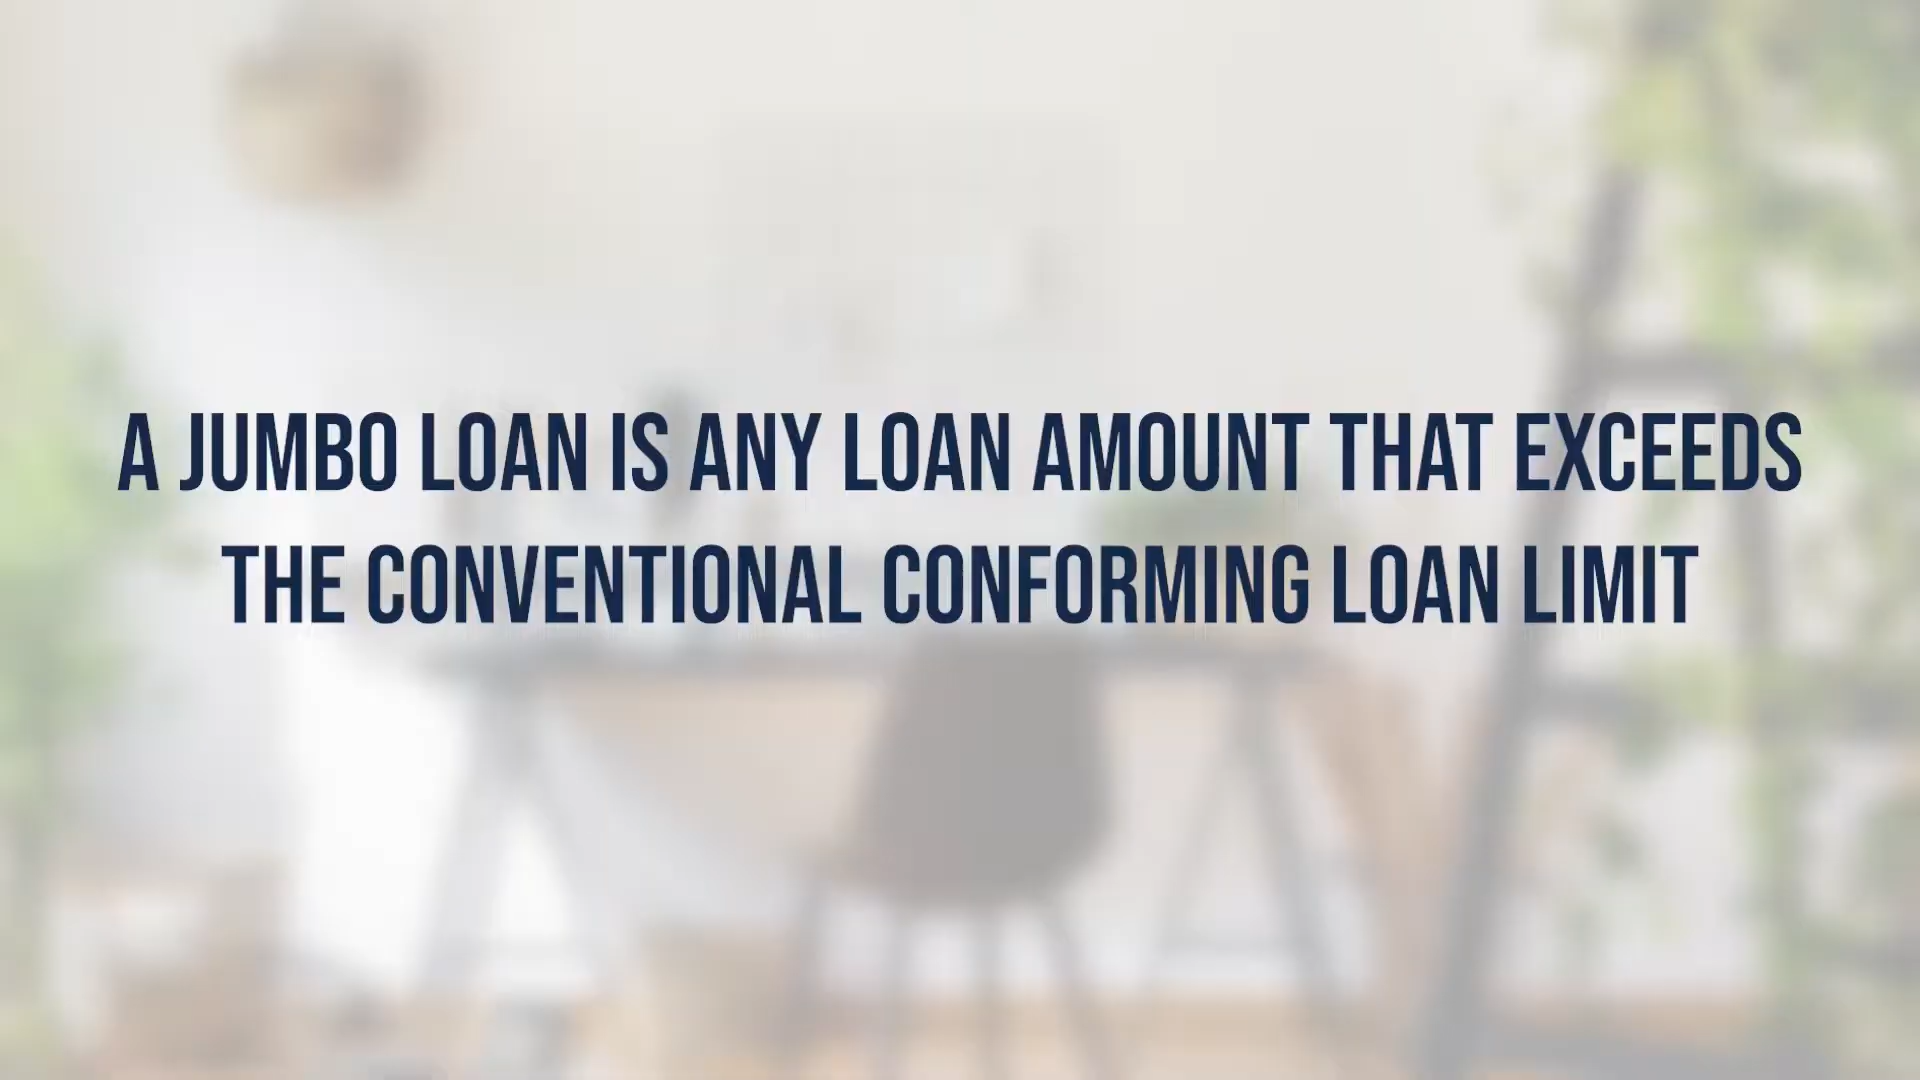 A JUMBO LOAN IS ANY LOAN AMOUNT THAT EXCEEDS
THE CONVENTIONAL CONFORMING LOAN LIMIT